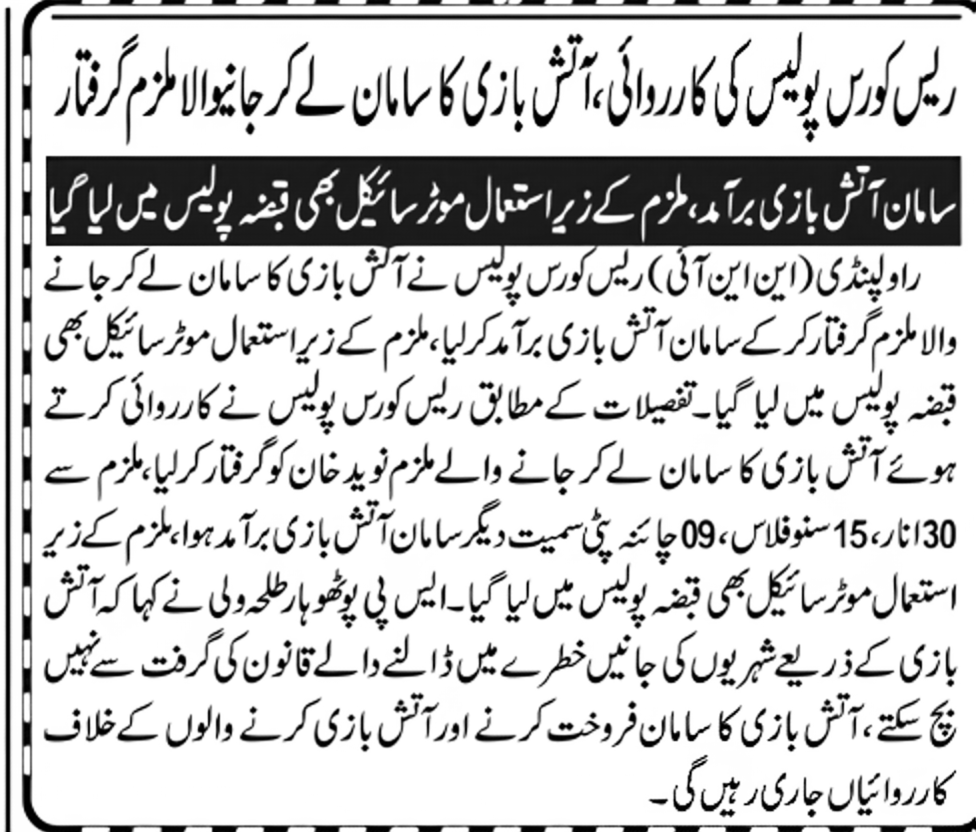 ریس کورس پولیس کی کارروائی، آتش بازی کا سامان لے کر جانیوالا ملزم گرفتار
سامان آتش بازی برآمد، ملزم کے زیر استعمال موٹر سائیکل بھی قبضہ پولیس میں لیا گیا
راولپنڈی (این این آئی) ریس کورس پولیس نے آتش بازی کا سامان لے کر جانے
والا ملزم گرفتار کر کے سامان آتش بازی برآمد کر لیا، ملزم کے زیر استعمال موٹر سائیکل بھی
قبضہ پولیس میں لیا گیا۔ تفصیلات کے مطابق ریس کورس پولیس نے کارروائی کرتے
ہوئے آتش بازی کا سامان لے کر جانے والے ملزم نوید خان کو گرفتار کر لیا، ملزم سے
30 انار، 15 سنو فلاس، 09 چائنہ پٹی سمیت دیگر سامان آتش بازی برآمد ہوا، ملزم کے زیر
استعمال موٹر سائیکل بھی قبضہ پولیس میں لیا گیا۔ ایس پی پوٹھوہار طلحہ ولی نے کہا کہ آتش
بازی کے ذریعے شہریوں کی جانیں خطرے میں ڈالنے دالے قانون کی گرفت سے نہیں
بچ سکتے، آتش بازی کا سامان فروخت کرنے اور آتش بازی کرنے والوں کے خلاف
کارروائیاں جاری رہیں گی۔